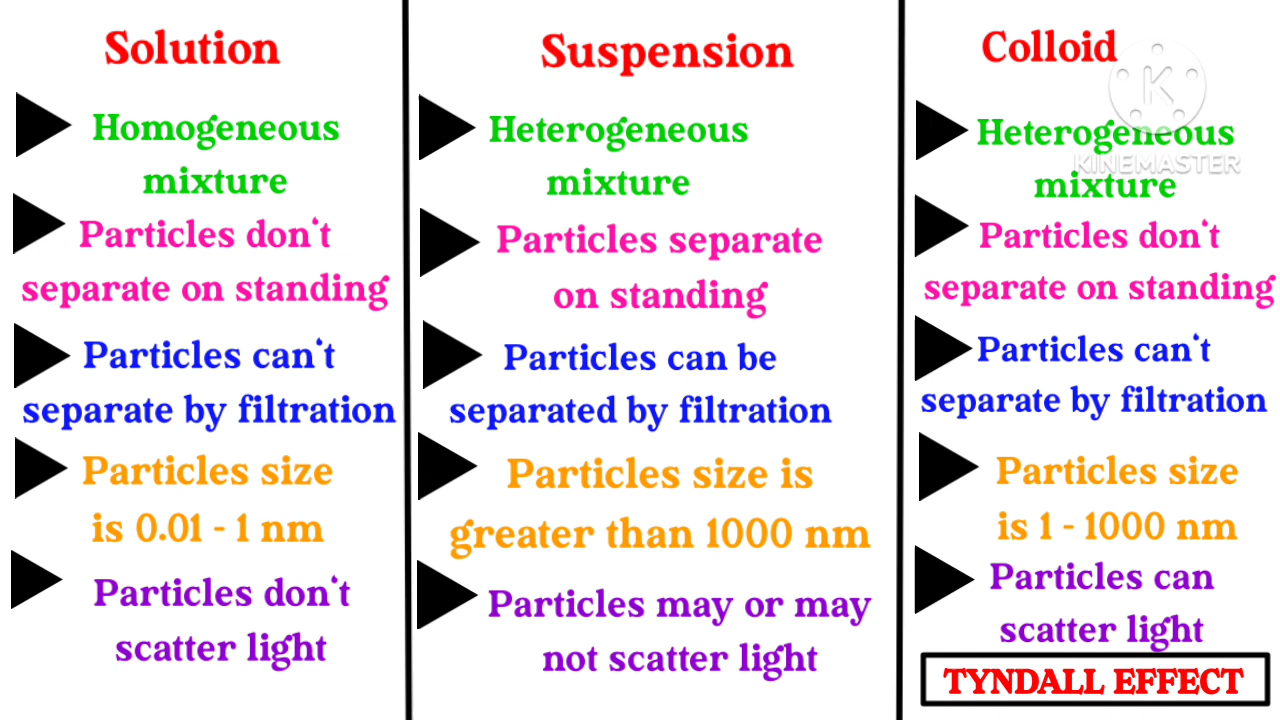 Solution
Homogeneous
mixture
Particles don't
separate on standing
Particles can't
separate by filtration
Particles size
is 0.01 - 1 nm
Particles don't
scatter light
Suspension
Heterogeneous
mixture
Particles separate
on standing
Particles can be
separated by filtration
Particles size is
greater than 1000 nm
Particles may or may
not scatter light
Colloid
K
KINEMASTER
Heterogeneous
mixture
Particles don't
separate on standing
Particles can't
separate by filtration
Particles size
is 1 - 1000 nm
Particles can
scatter light
TYNDALL EFFECT